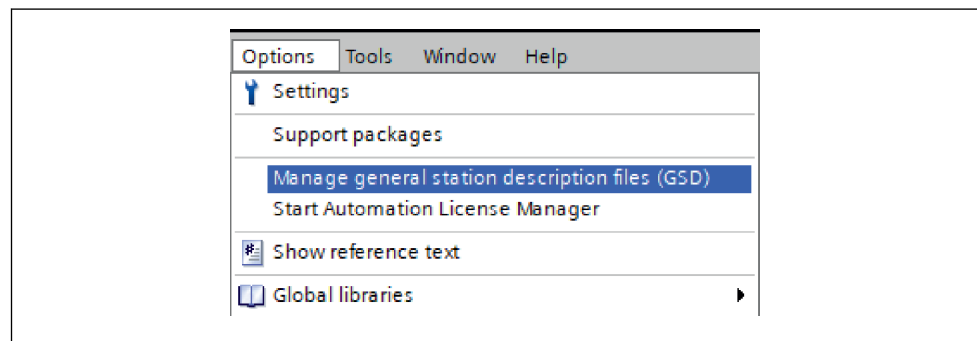 Options Tools Window Help
Settings
Support packages
Manage general station description files (GSD)
Start Automation License Manager
Show reference text
Global libraries